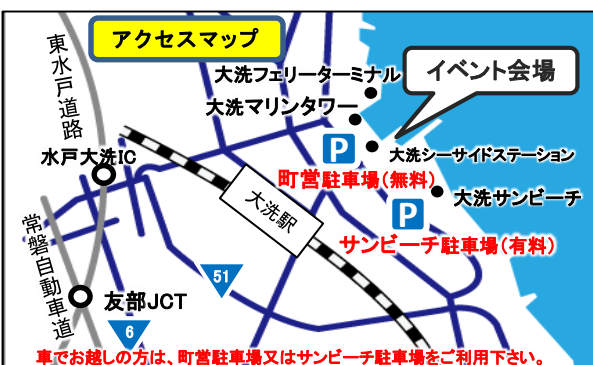 アクセスマップ
東水戸道路
大洗フェリーターミナル
イベント会場
大洗マリンタワー
水戸大洗IC
P
大洗シーサイドステーション
町営駐車場(無料)
大洗駅
大洗サンビーチ
P
サンビーチ駐車場(有料)
常磐自動車道
51
友部JCT
6
車でお越しの方は、町営駐車場又はサンビーチ駐車場をご利用下さい。